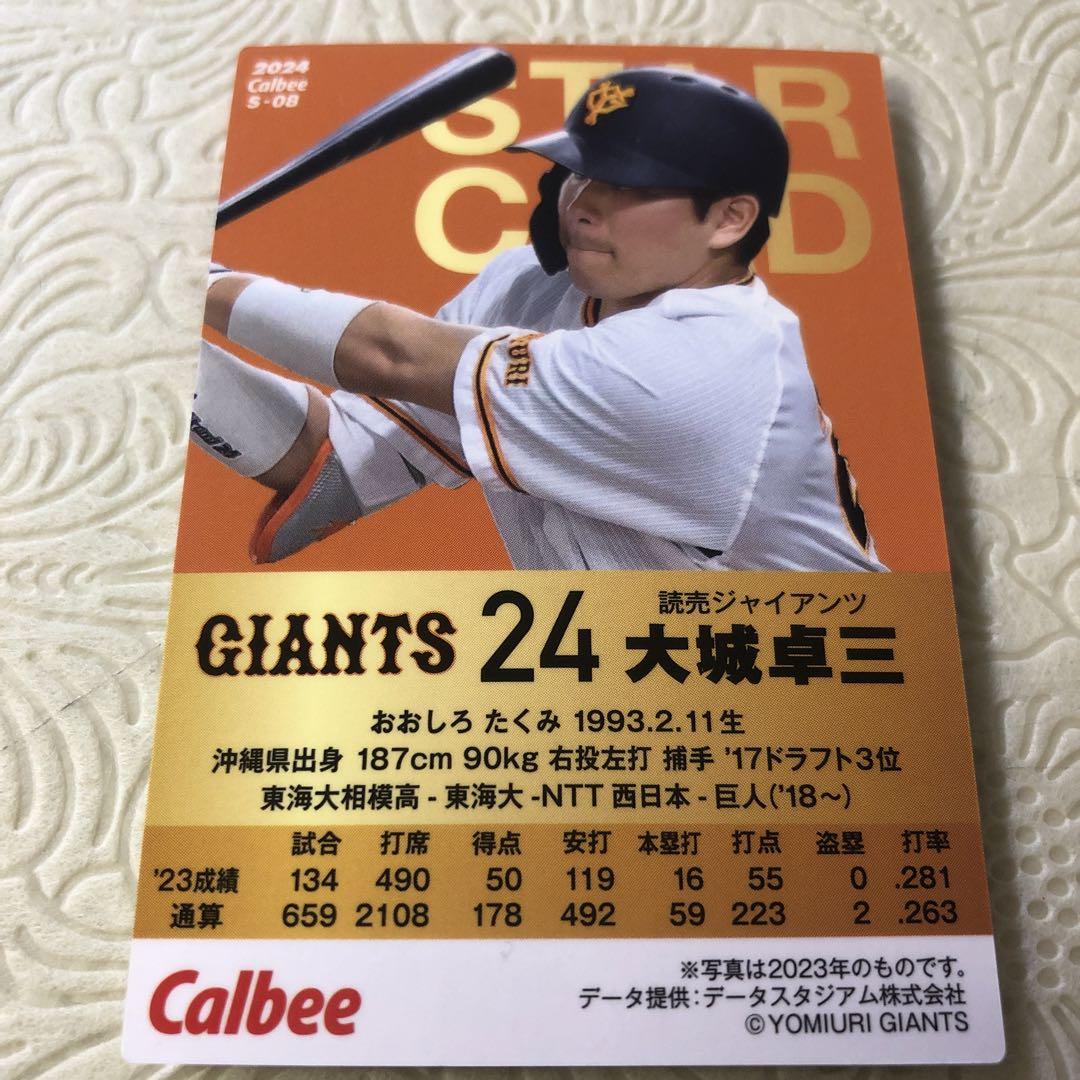 2024
Calbee
S-08
STAR
CARD
GIANTS 24 読売ジャイアンツ
大城卓三
おおしろ たくみ 1993.2.11生
沖縄県出身 187cm 90kg 右投左打 捕手 '17ドラフト3位
東海大相模高 - 東海大 -NTT 西日本 - 巨人('18～)
試合 打席 得点 安打 本塁打 打点 盗塁 打率
'23成績 134 490 50 119 16 55 0 .281
通算 659 2108 178 492 59 223 2 .263
Calbee
※写真は2023年のものです。
データ提供:データスタジアム株式会社
©YOMIURI GIANTS